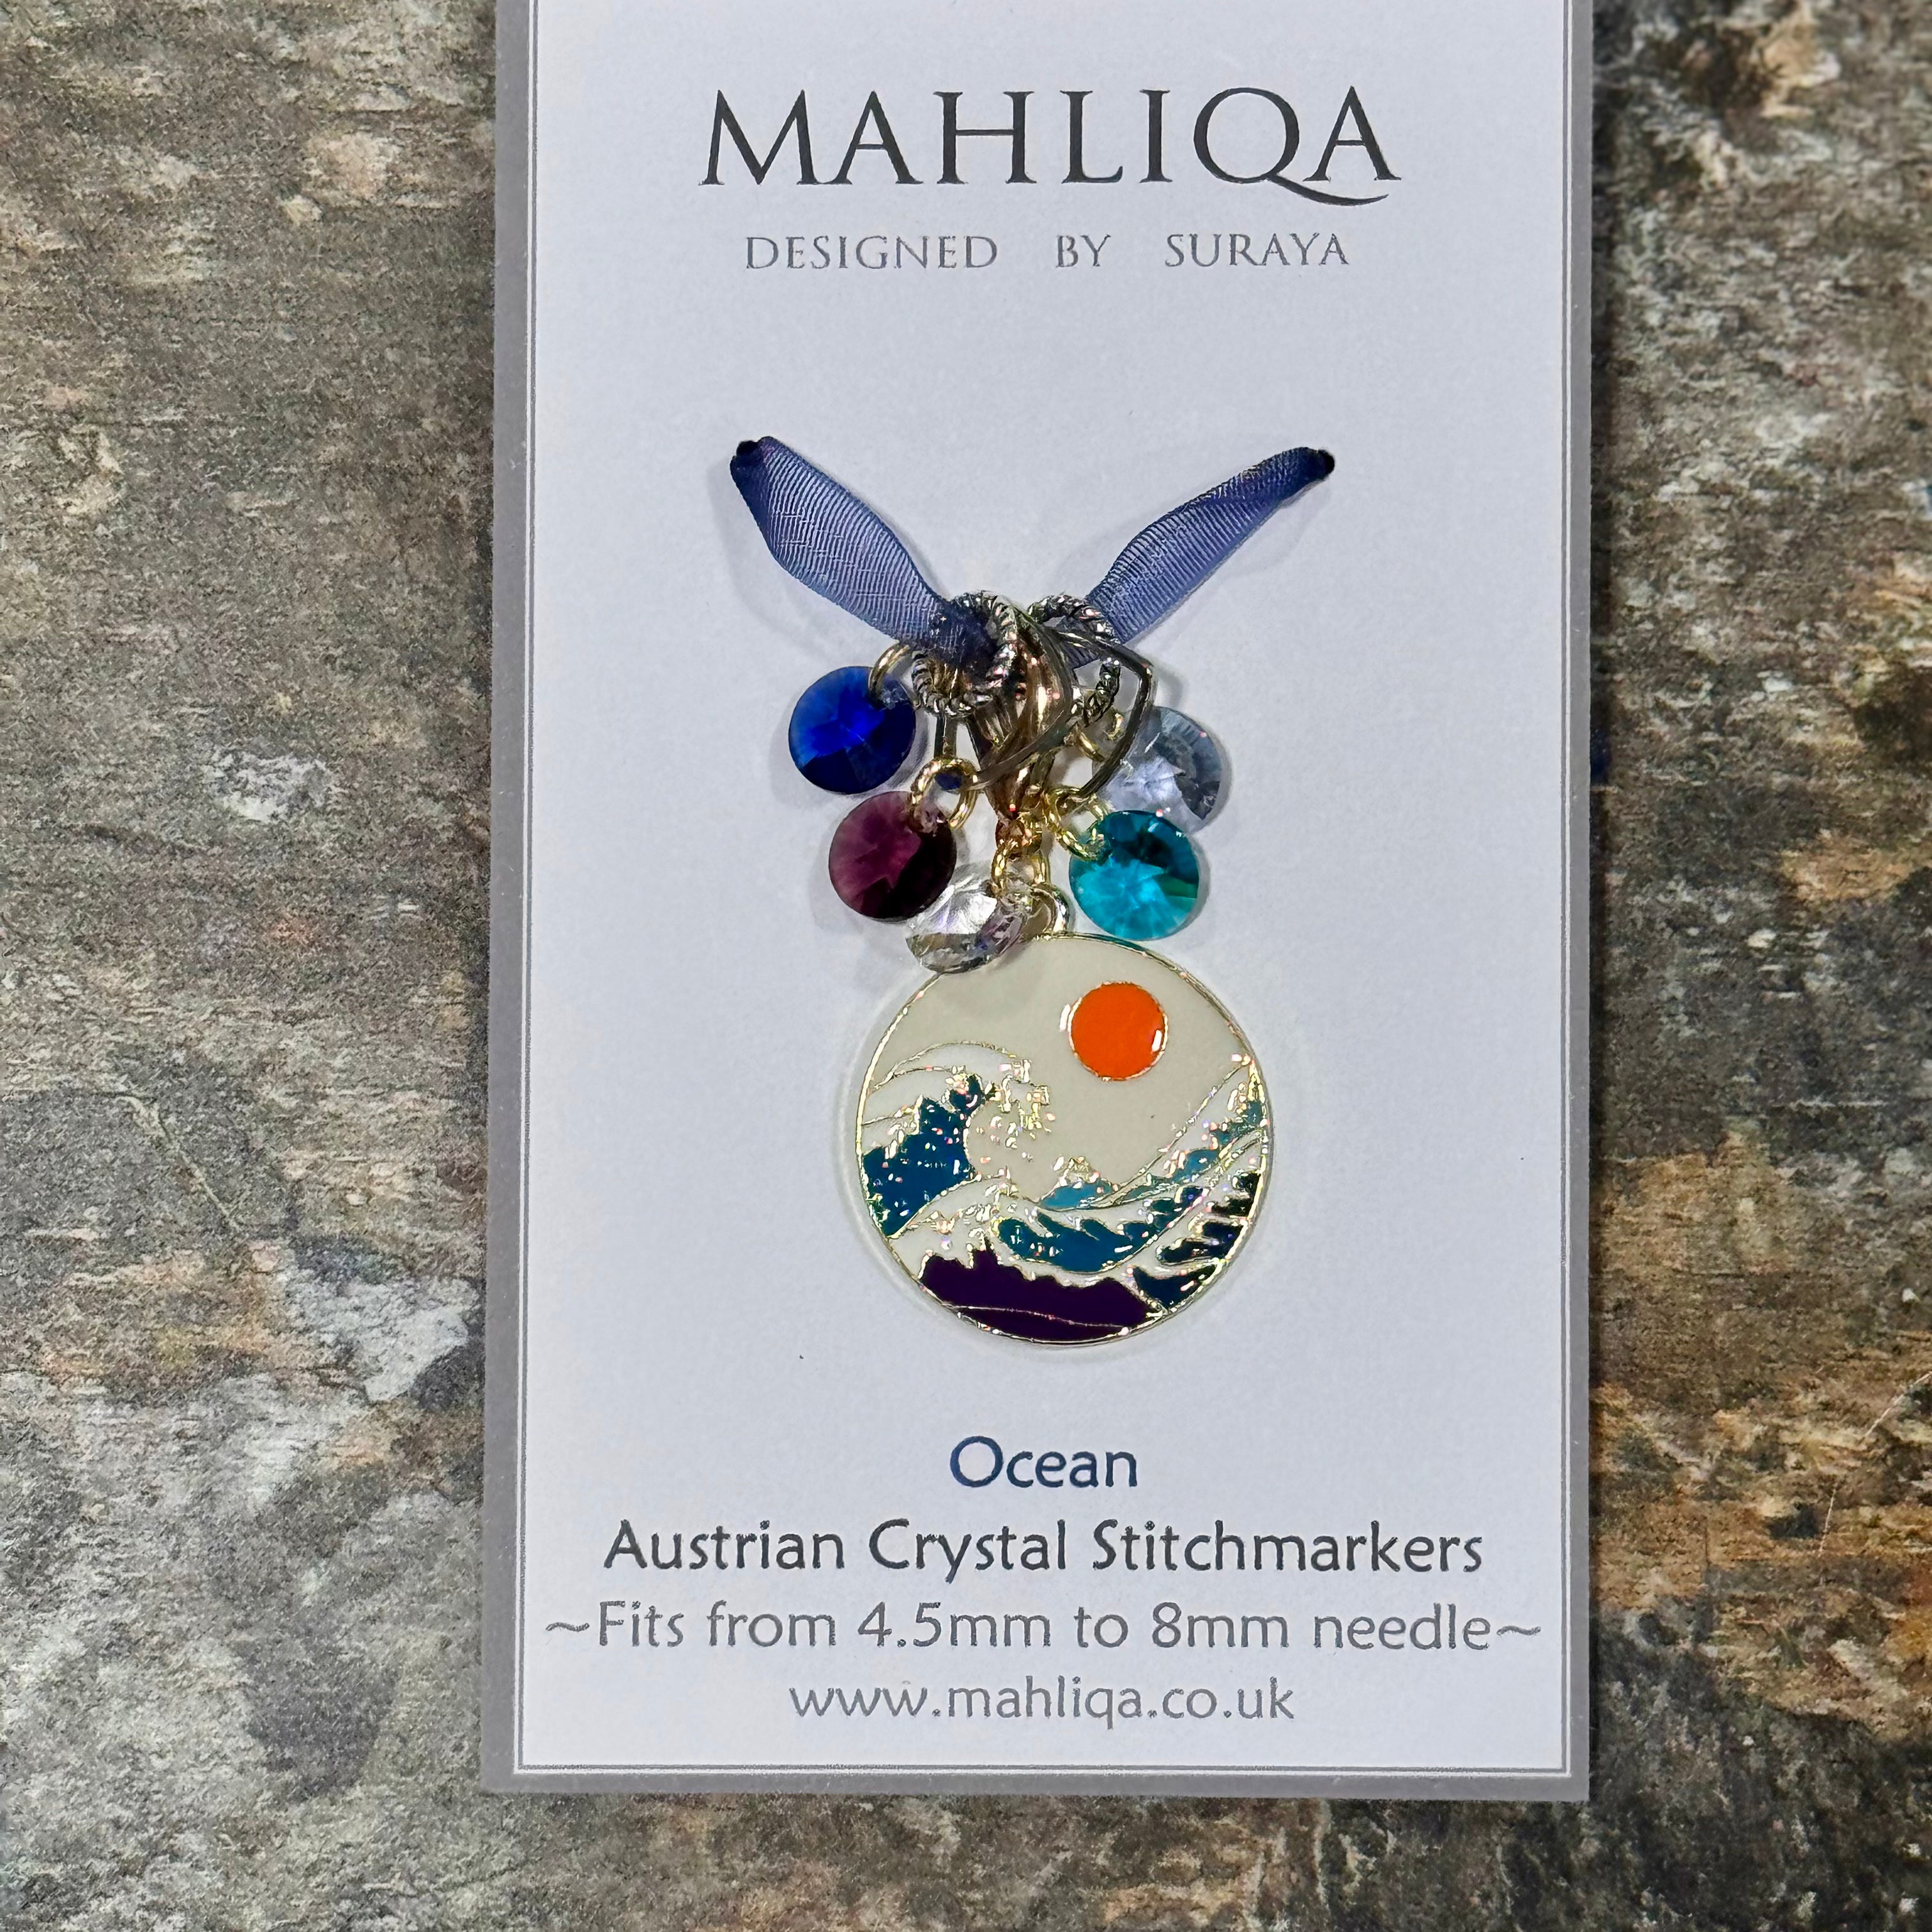 MAHLIQA
DESIGNED BY SURAYA
Ocean
Austrian Crystal Stitchmarkers
~Fits from 4.5mm to 8mm needle~
www.mahliqa.co.uk